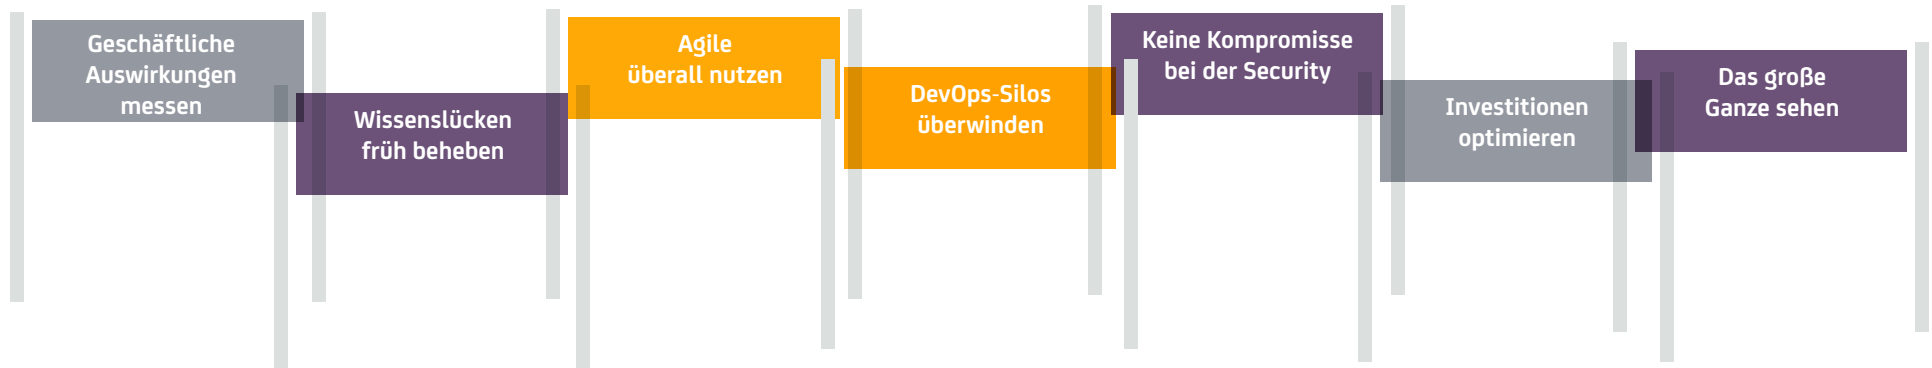 Geschäftliche
Auswirkungen
messen
Wissenslücken
früh beheben
Agile
überall nutzen
DevOps-Silos
überwinden
Keine Kompromisse
bei der Security
Investitionen
optimieren
Das große
Ganze sehen